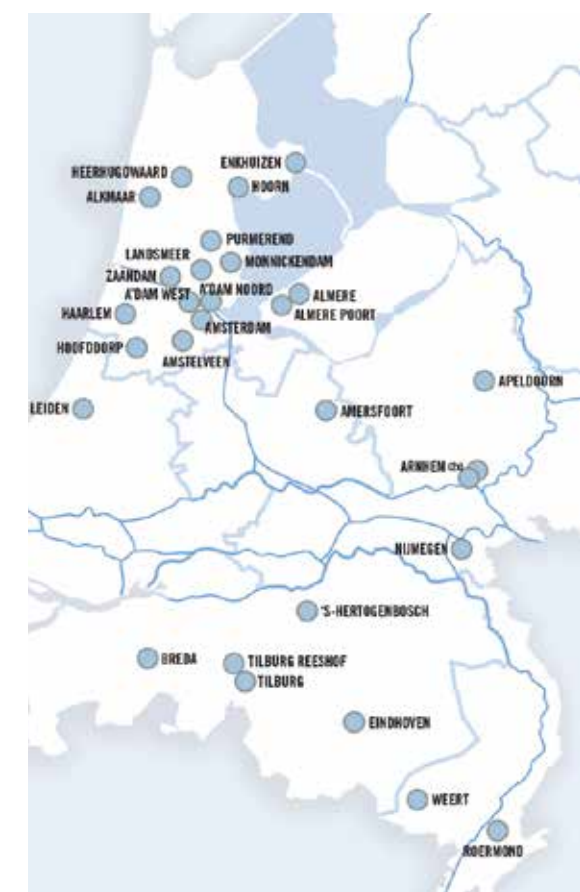 ENKHUIZEN
HEERHUGOWAARD
HOORN
ALKMAAR
PURMEREND
LANDSMEER
MONNICKENDAM
ZAANDAM
A'DAM WEST
A'DAM NOORD
ALMERE
ALMERE POORT
HAARLEM
AMSTERDAM
HOOFDDORP
AMSTELVEEN
APELDOORN
LEIDEN
AMERSFOORT
ARNHEM (2x)
NIJMEGEN
'S-HERTOGENBOSCH
BREDA
TILBURG REESHOF
TILBURG
EINDHOVEN
WEERT
ROERMOND